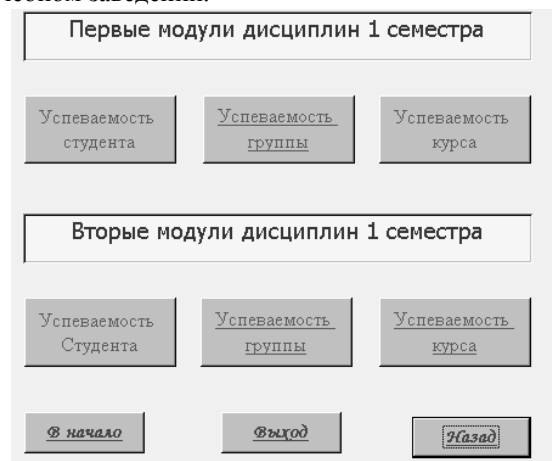 Первые модули дисциплин 1 семестра
Успеваемость студента
Успеваемость группы
Успеваемость курса
Вторые модули дисциплин 1 семестра
Успеваемость Студента
Успеваемость группы
Успеваемость курса
В начало
Выход
Назад